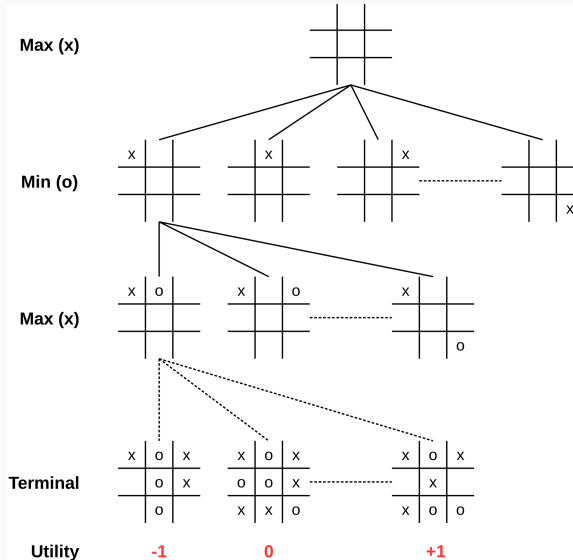 Max (x)
x x x
Min (o)
x
x o x o x
Max (x)
o
x o x x o x x o x
o x o o x x
Terminal
o x x o x o o
Utility -1 0 +1